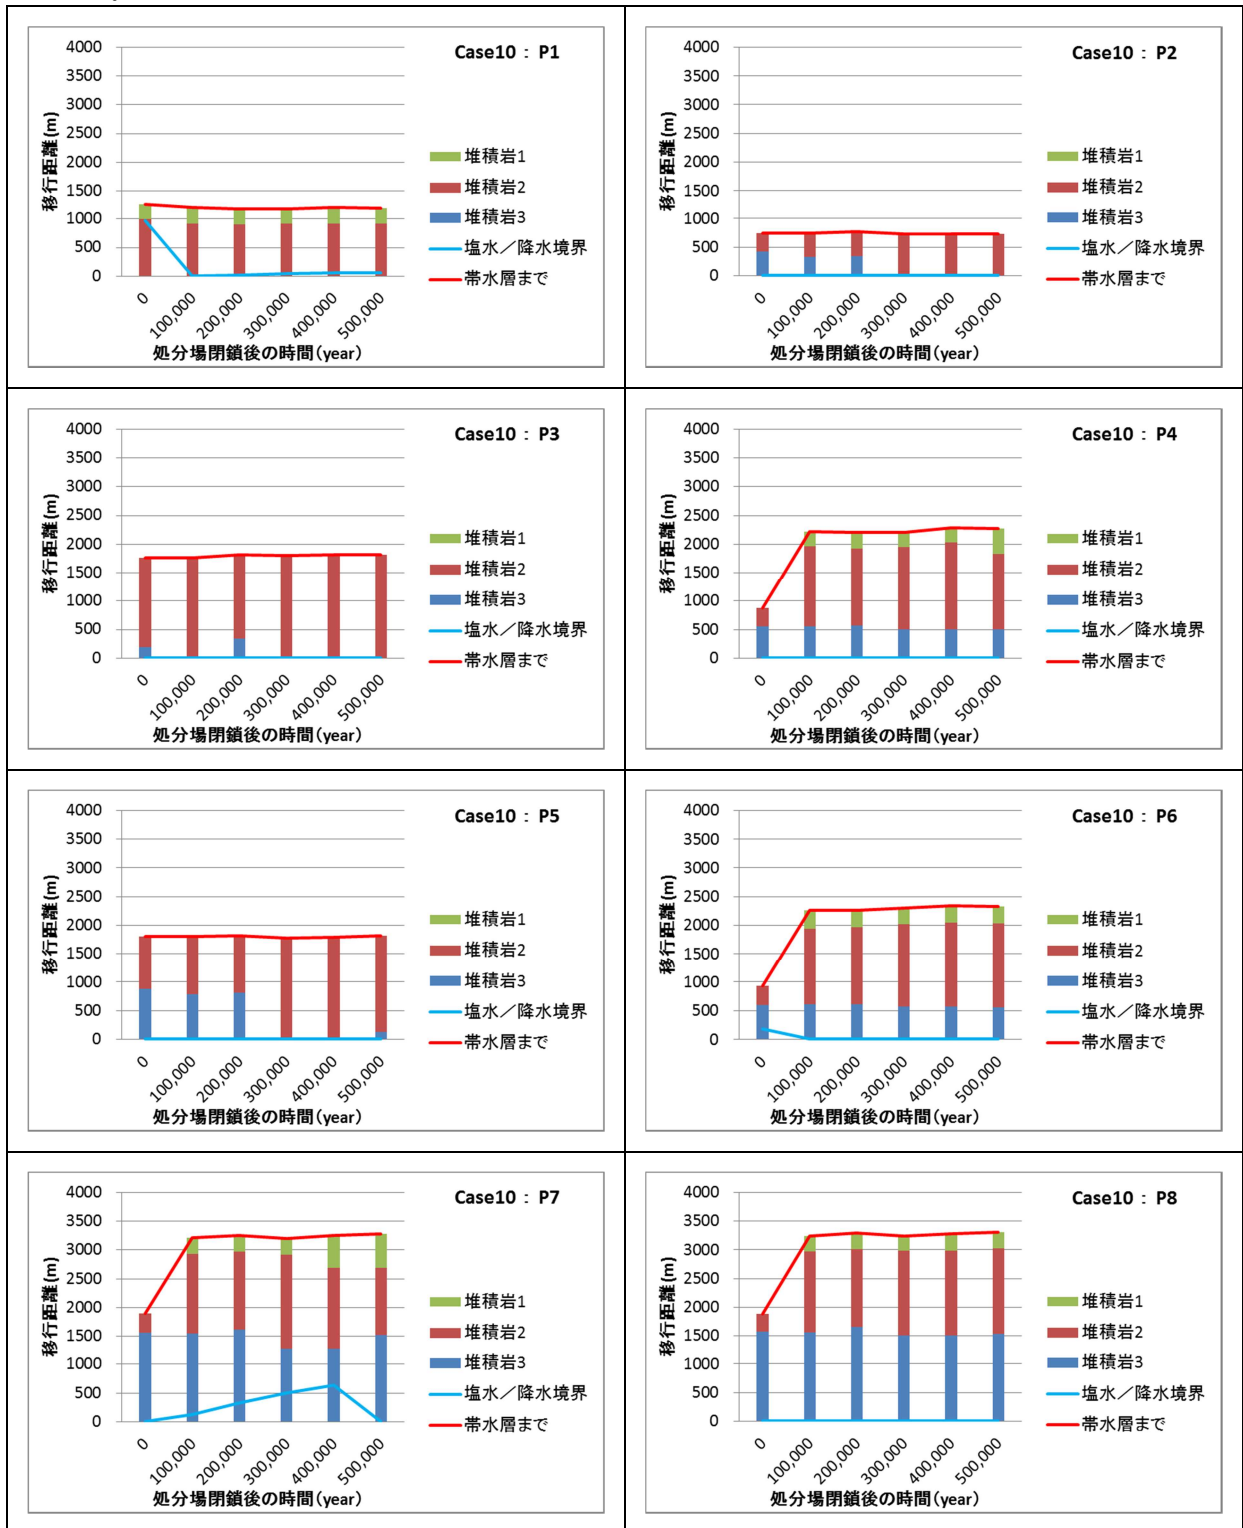 Case10 : P1
移行距離(m)
4000
3500
3000
2500
2000
1500
1000
500
0
0
100,000
200,000
300,000
400,000
500,000
処分場閉鎖後の時間(year)
堆積岩1
堆積岩2
堆積岩3
塩水／降水境界
帯水層まで
Case10 : P2
移行距離(m)
4000
3500
3000
2500
2000
1500
1000
500
0
0
100,000
200,000
300,000
400,000
500,000
処分場閉鎖後の時間(year)
堆積岩1
堆積岩2
堆積岩3
塩水／降水境界
帯水層まで
Case10 : P3
移行距離(m)
4000
3500
3000
2500
2000
1500
1000
500
0
0
100,000
200,000
300,000
400,000
500,000
処分場閉鎖後の時間(year)
堆積岩1
堆積岩2
堆積岩3
塩水／降水境界
帯水層まで
Case10 : P4
移行距離(m)
4000
3500
3000
2500
2000
1500
1000
500
0
0
100,000
200,000
300,000
400,000
500,000
処分場閉鎖後の時間(year)
堆積岩1
堆積岩2
堆積岩3
塩水／降水境界
帯水層まで
Case10 : P5
移行距離(m)
4000
3500
3000
2500
2000
1500
1000
500
0
0
100,000
200,000
300,000
400,000
500,000
処分場閉鎖後の時間(year)
堆積岩1
堆積岩2
堆積岩3
塩水／降水境界
帯水層まで
Case10 : P6
移行距離(m)
4000
3500
3000
2500
2000
1500
1000
500
0
0
100,000
200,000
300,000
400,000
500,000
処分場閉鎖後の時間(year)
堆積岩1
堆積岩2
堆積岩3
塩水／降水境界
帯水層まで
Case10 : P7
移行距離(m)
4000
3500
3000
2500
2000
1500
1000
500
0
0
100,000
200,000
300,000
400,000
500,000
処分場閉鎖後の時間(year)
堆積岩1
堆積岩2
堆積岩3
塩水／降水境界
帯水層まで
Case10 : P8
移行距離(m)
4000
3500
3000
2500
2000
1500
1000
500
0
0
100,000
200,000
300,000
400,000
500,000
処分場閉鎖後の時間(year)
堆積岩1
堆積岩2
堆積岩3
塩水／降水境界
帯水層まで